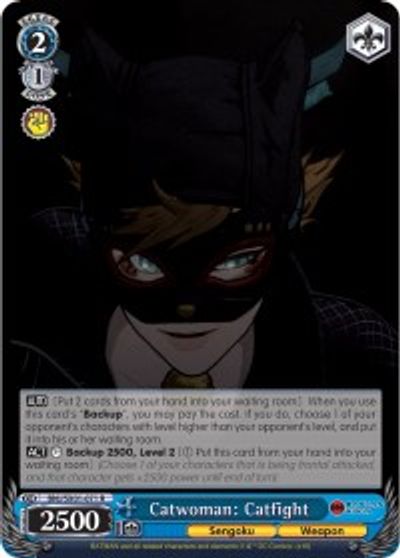 2
1
[Put 2 cards from your hand into your waiting room] When you use
this card's "Backup", you may pay the cost. If you do, choose 1 of your
opponent's characters with level higher than your opponent's level, and put
it into his or her waiting room.
Backup 2500, Level 2 [① Put this card from your hand into your
waiting room] (Choose 1 of your characters that is being frontal attacked,
and that character gets +2500 power until end of turn)
2500
Catwoman: Catfight
Sengoku
Weapon